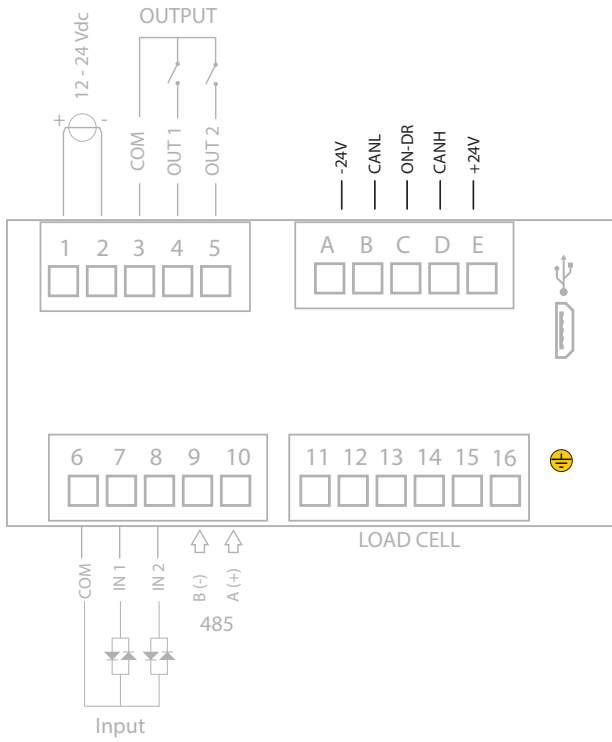 OUTPUT
12 - 24 Vdc
+ -
COM
OUT 1
OUT 2
-24V
CANL
ON-DR
CANH
+24V
1 2 3 4 5
A B C D E
6 7 8 9 10
11 12 13 14 15 16
LOAD CELL
COM
IN 1
IN 2
B (-)
A (+)
485
Input